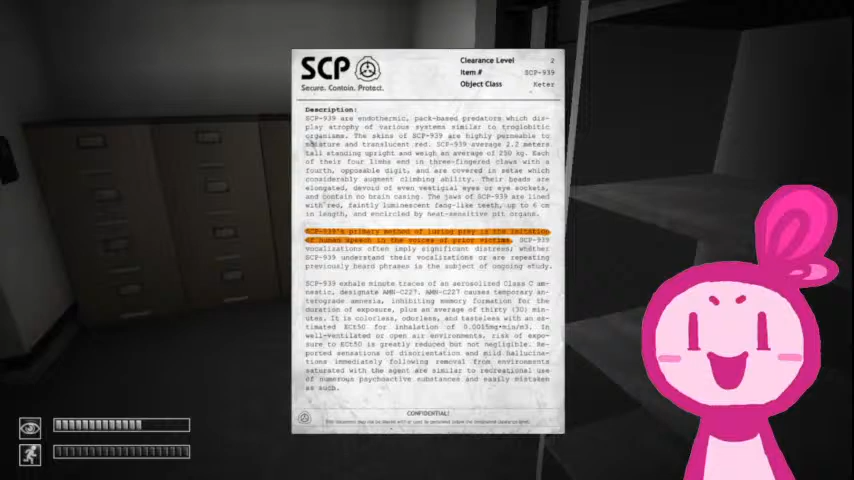 SCP
Secure. Contain. Protect.
Clearance Level 2
Item # SCP-939
Object Class Keter
Description:
SCP-939 are endothermic, pack-based predators which dis-
play atrophy of various systems similar to troglobitic
organisms. The skins of SCP-939 are highly permeable to
moisture and translucent red. SCP-939 average 2.2 meters
tall standing upright and weigh an average of 250 kg. Each
of their four limbs end in three-fingered claws with a
fourth, opposable digit, and are covered in setae which
considerably augment climbing ability. Their heads are
elongated, devoid of even vestigial eyes or eye sockets,
and contain no brain casing. The jaws of SCP-939 are lined
with red, faintly luminescent fang-like teeth, up to 6 cm
in length, and encircled by heat-sensitive pit organs.
SCP-939's primary method of luring prey is the imitation
of human speech in the voices of prior victims. SCP-939
vocalizations often imply significant distress; whether
SCP-939 understand their vocalizations or are repeating
previously heard phrases is the subject of ongoing study.
SCP-939 exhale minute traces of an aerosolized Class C am-
nestic, designate AMN-C227. AMN-C227 causes temporary an-
terograde amnesia, inhibiting memory formation for the
duration of exposure, plus an average of thirty (30) min-
utes. It is colorless, odorless, and tasteless with an es-
timated ECt50 for inhalation of 0.0015mg•min/m3. In
well-ventilated or open air environments, risk of expo-
sure to ECt50 is greatly reduced but not negligible. Re-
ported sensations of disorientation and mild hallucina-
tions immediately following removal from environments
saturated with the agent are similar to recreational use
of numerous psychoactive substances and easily mistaken
as such.
CONFIDENTIAL!